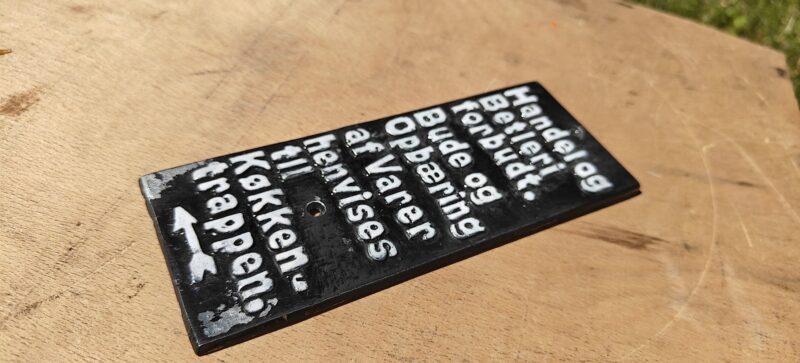 Handel og
Betleri
forbudt.
Bude og
Opbæring
af Varer
henvises
til
Køkken-
trappen.